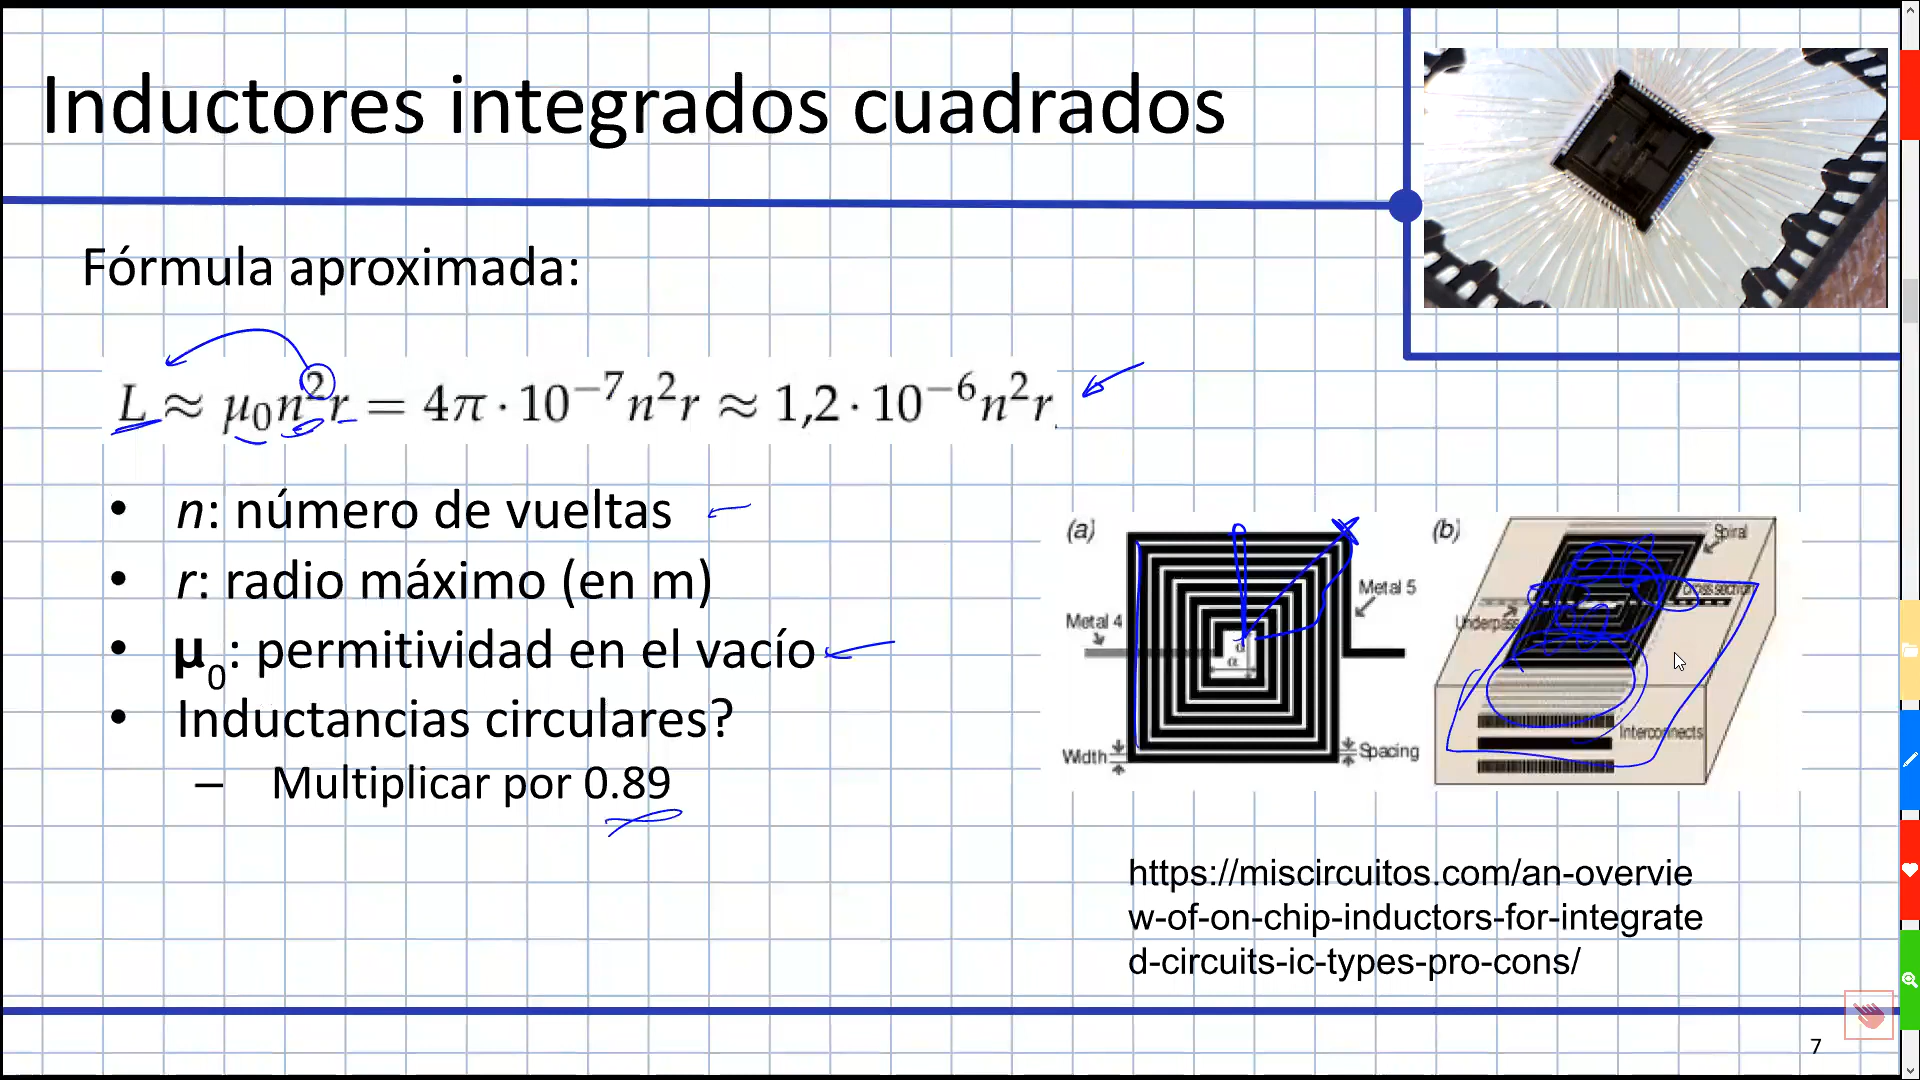 Inductores integrados cuadrados
Fórmula aproximada:
L ≈ μ₀n²r = 4π · 10⁻⁷n²r ≈ 1,2 · 10⁻⁶n²r
• n: número de vueltas
• r: radio máximo (en m)
• μ₀: permitividad en el vacío
• Inductancias circulares?
– Multiplicar por 0.89
(a)
Metal 5
Metal 4
α
α
Width
Spacing
(b)
Spiral
Cross section
Underpass
Interconnects
https://miscircuitos.com/an-overvie
w-of-on-chip-inductors-for-integrate
d-circuits-ic-types-pro-cons/
7